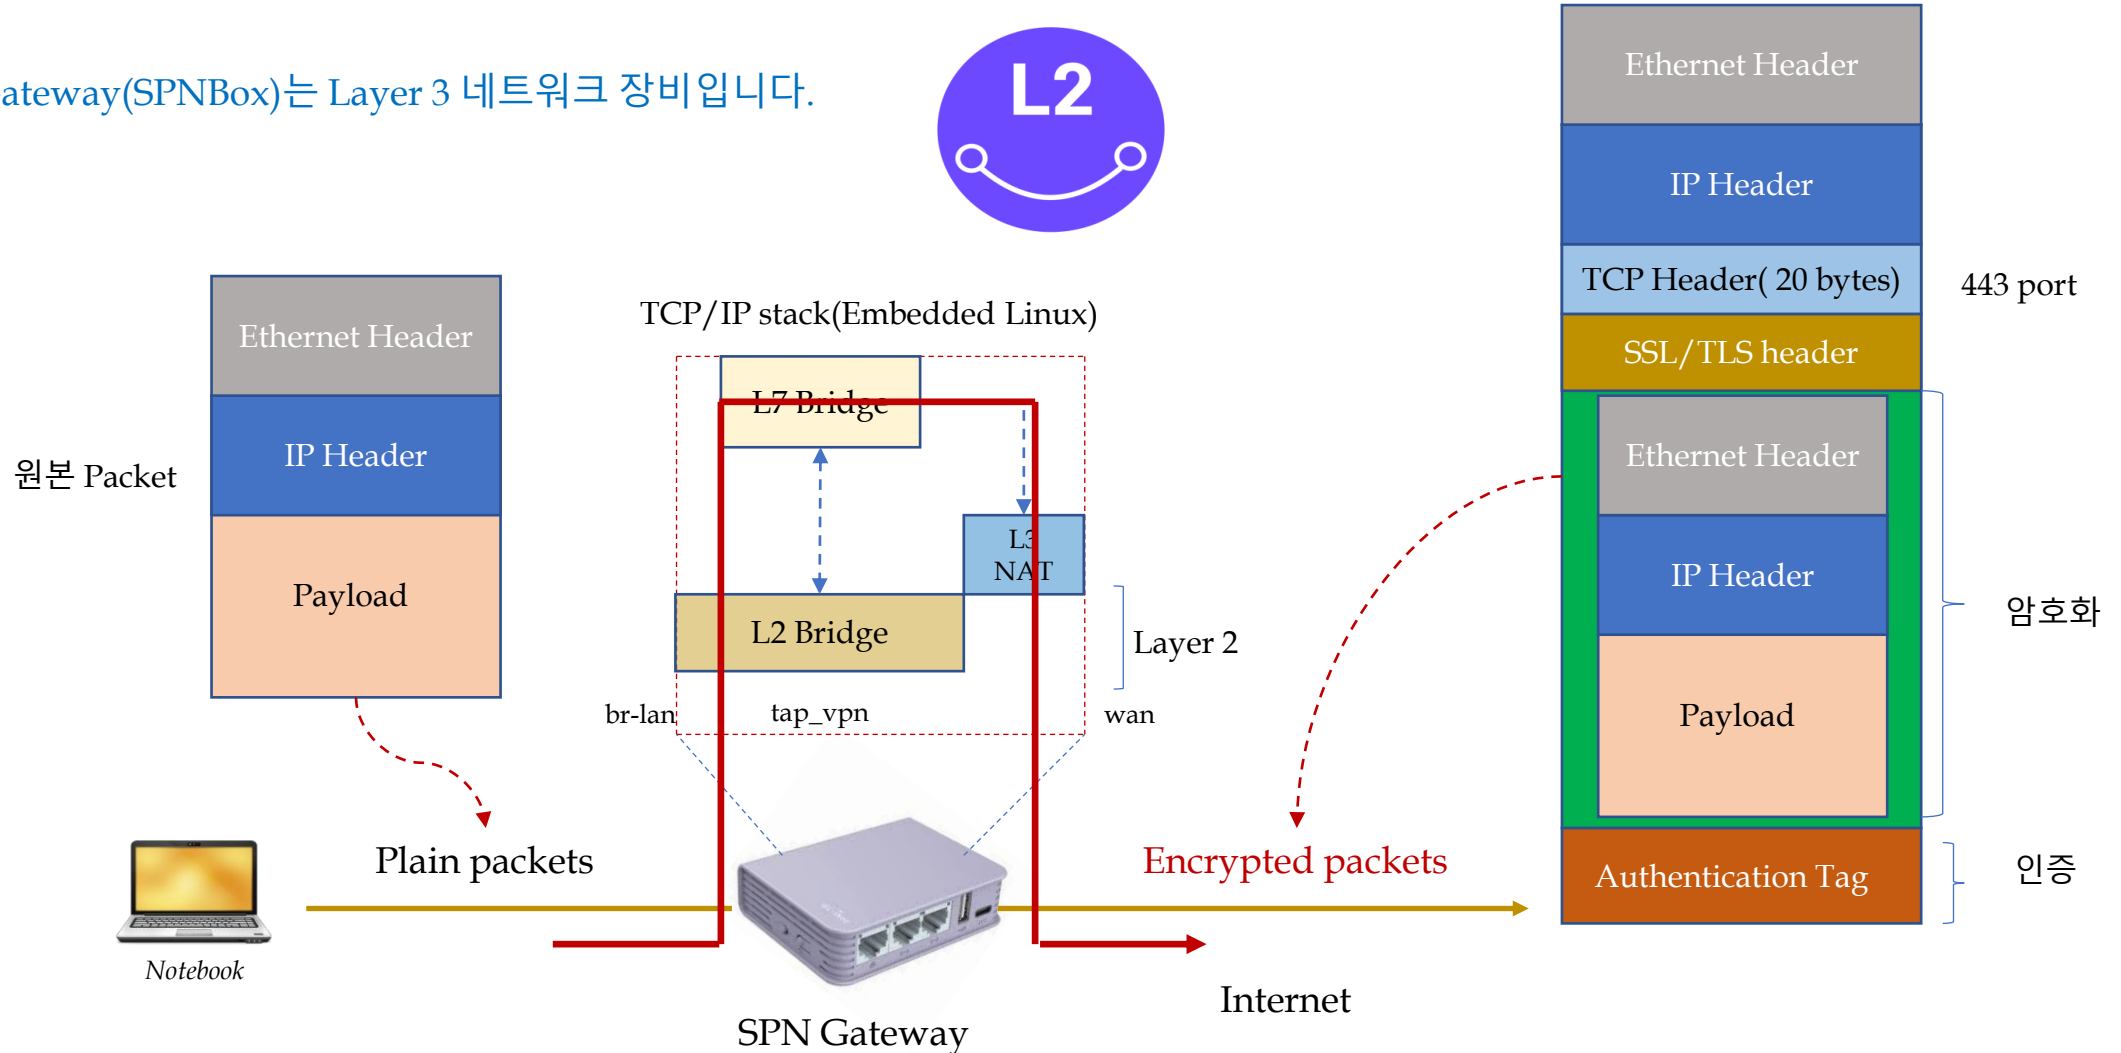 ateway(SPNBox)는 Layer 3 네트워크 장비입니다.
L2
Ethernet Header
IP Header
TCP Header( 20 bytes)
443 port
SSL/TLS header
Ethernet Header
IP Header
Payload
암호화
Authentication Tag
인증
TCP/IP stack(Embedded Linux)
L7 Bridge
L3
NAT
L2 Bridge
Layer 2
br-lan
tap_vpn
wan
Ethernet Header
IP Header
원본 Packet
Payload
Plain packets
Encrypted packets
Notebook
Internet
SPN Gateway